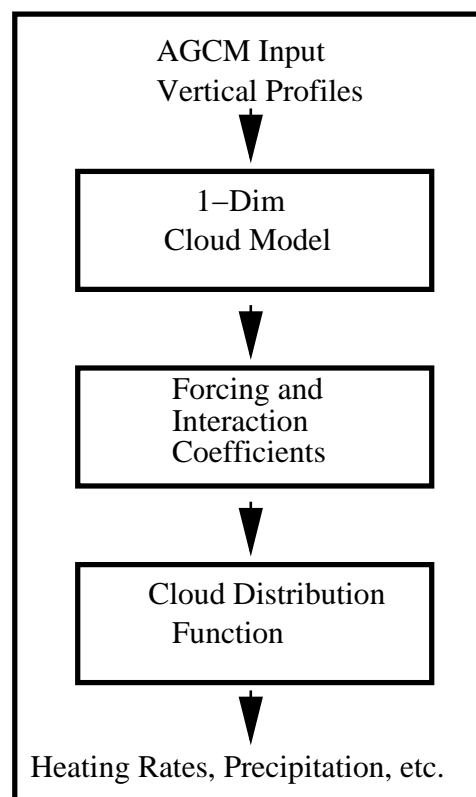 AGCM Input
Vertical Profiles
1–Dim
Cloud Model
Forcing and
Interaction
Coefficients
Cloud Distribution
Function
Heating Rates, Precipitation, etc.